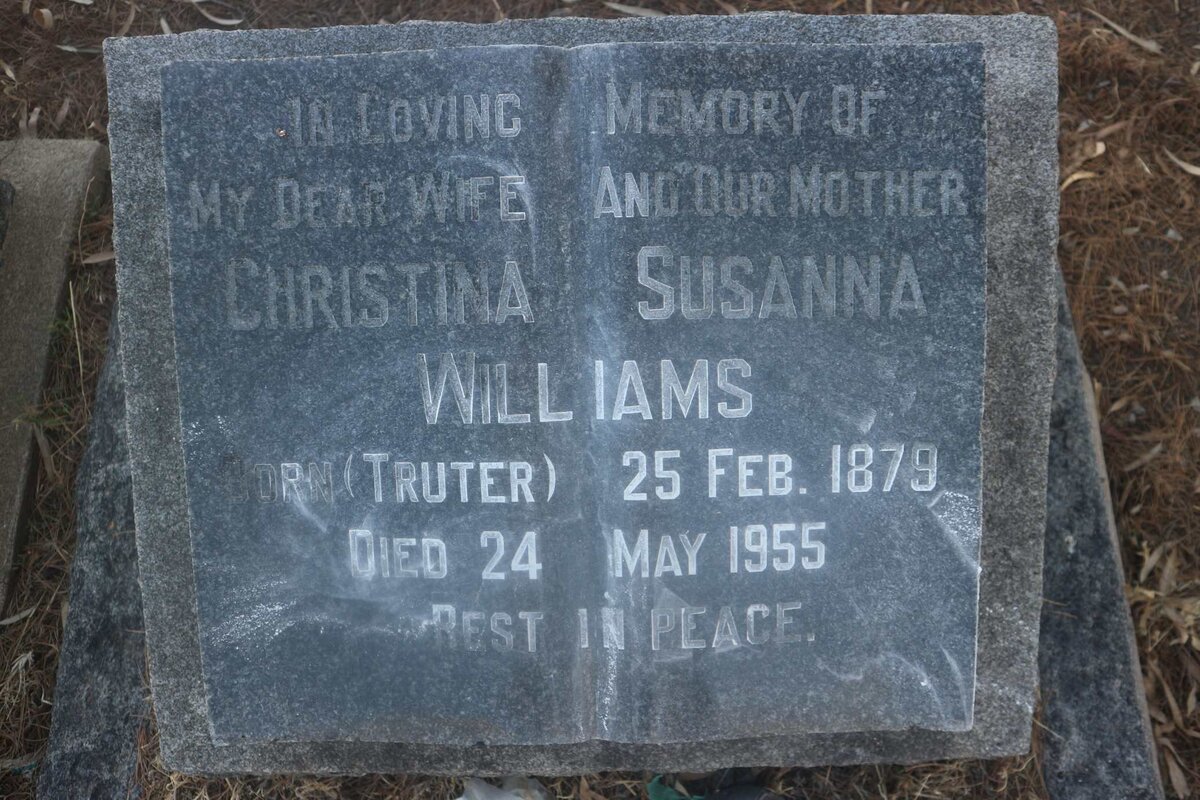 In Loving Memory Of
My Dear Wife And Our Mother
Christina Susanna
Williams
Born (Truter) 25 Feb. 1879
Died 24 May 1955
Rest in peace.